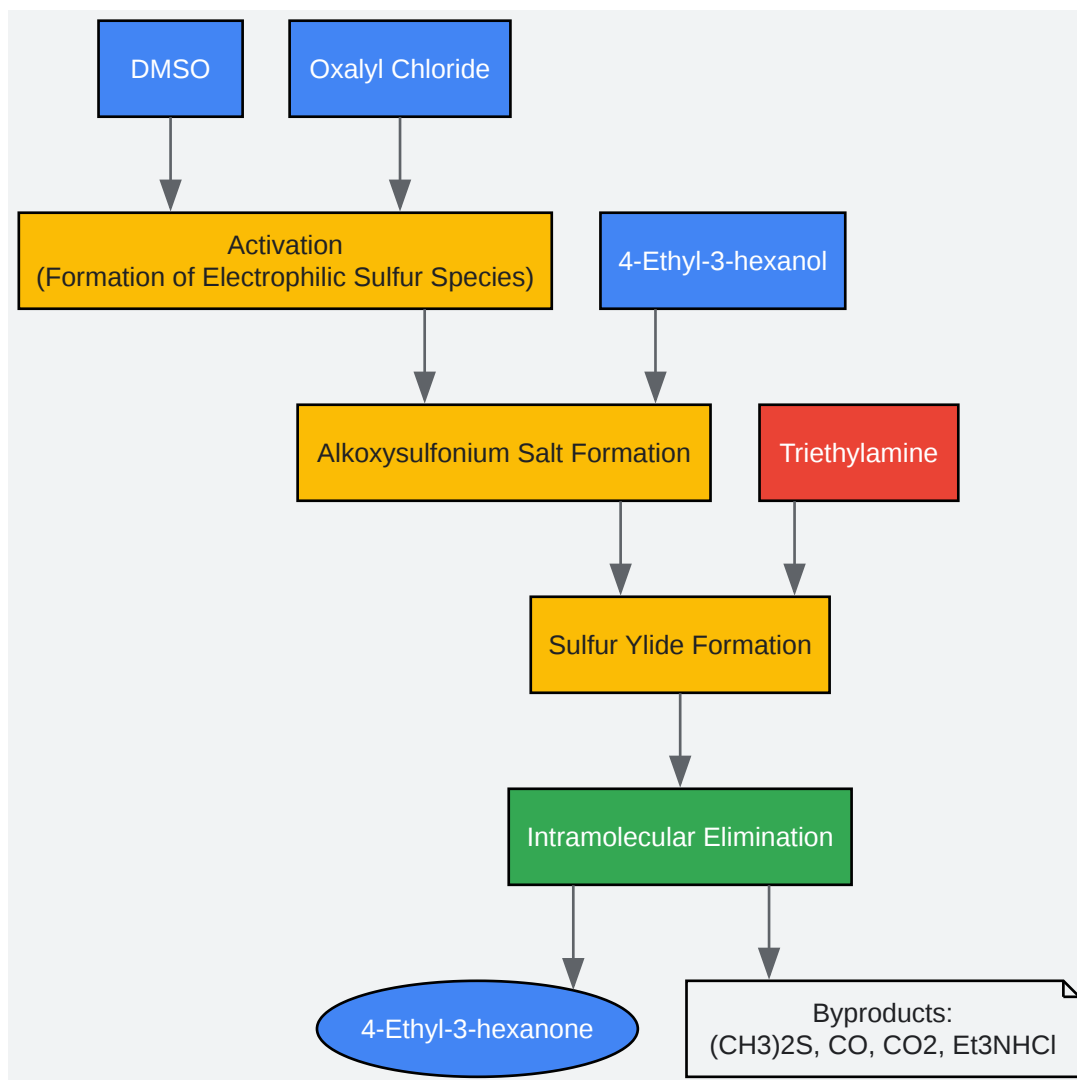 DMSO
Oxalyl Chloride
Activation
(Formation of Electrophilic Sulfur Species)
4-Ethyl-3-hexanol
Alkoxysulfonium Salt Formation
Triethylamine
Sulfur Ylide Formation
Intramolecular Elimination
4-Ethyl-3-hexanone
Byproducts:
(CH3)2S, CO, CO2, Et3NHCl